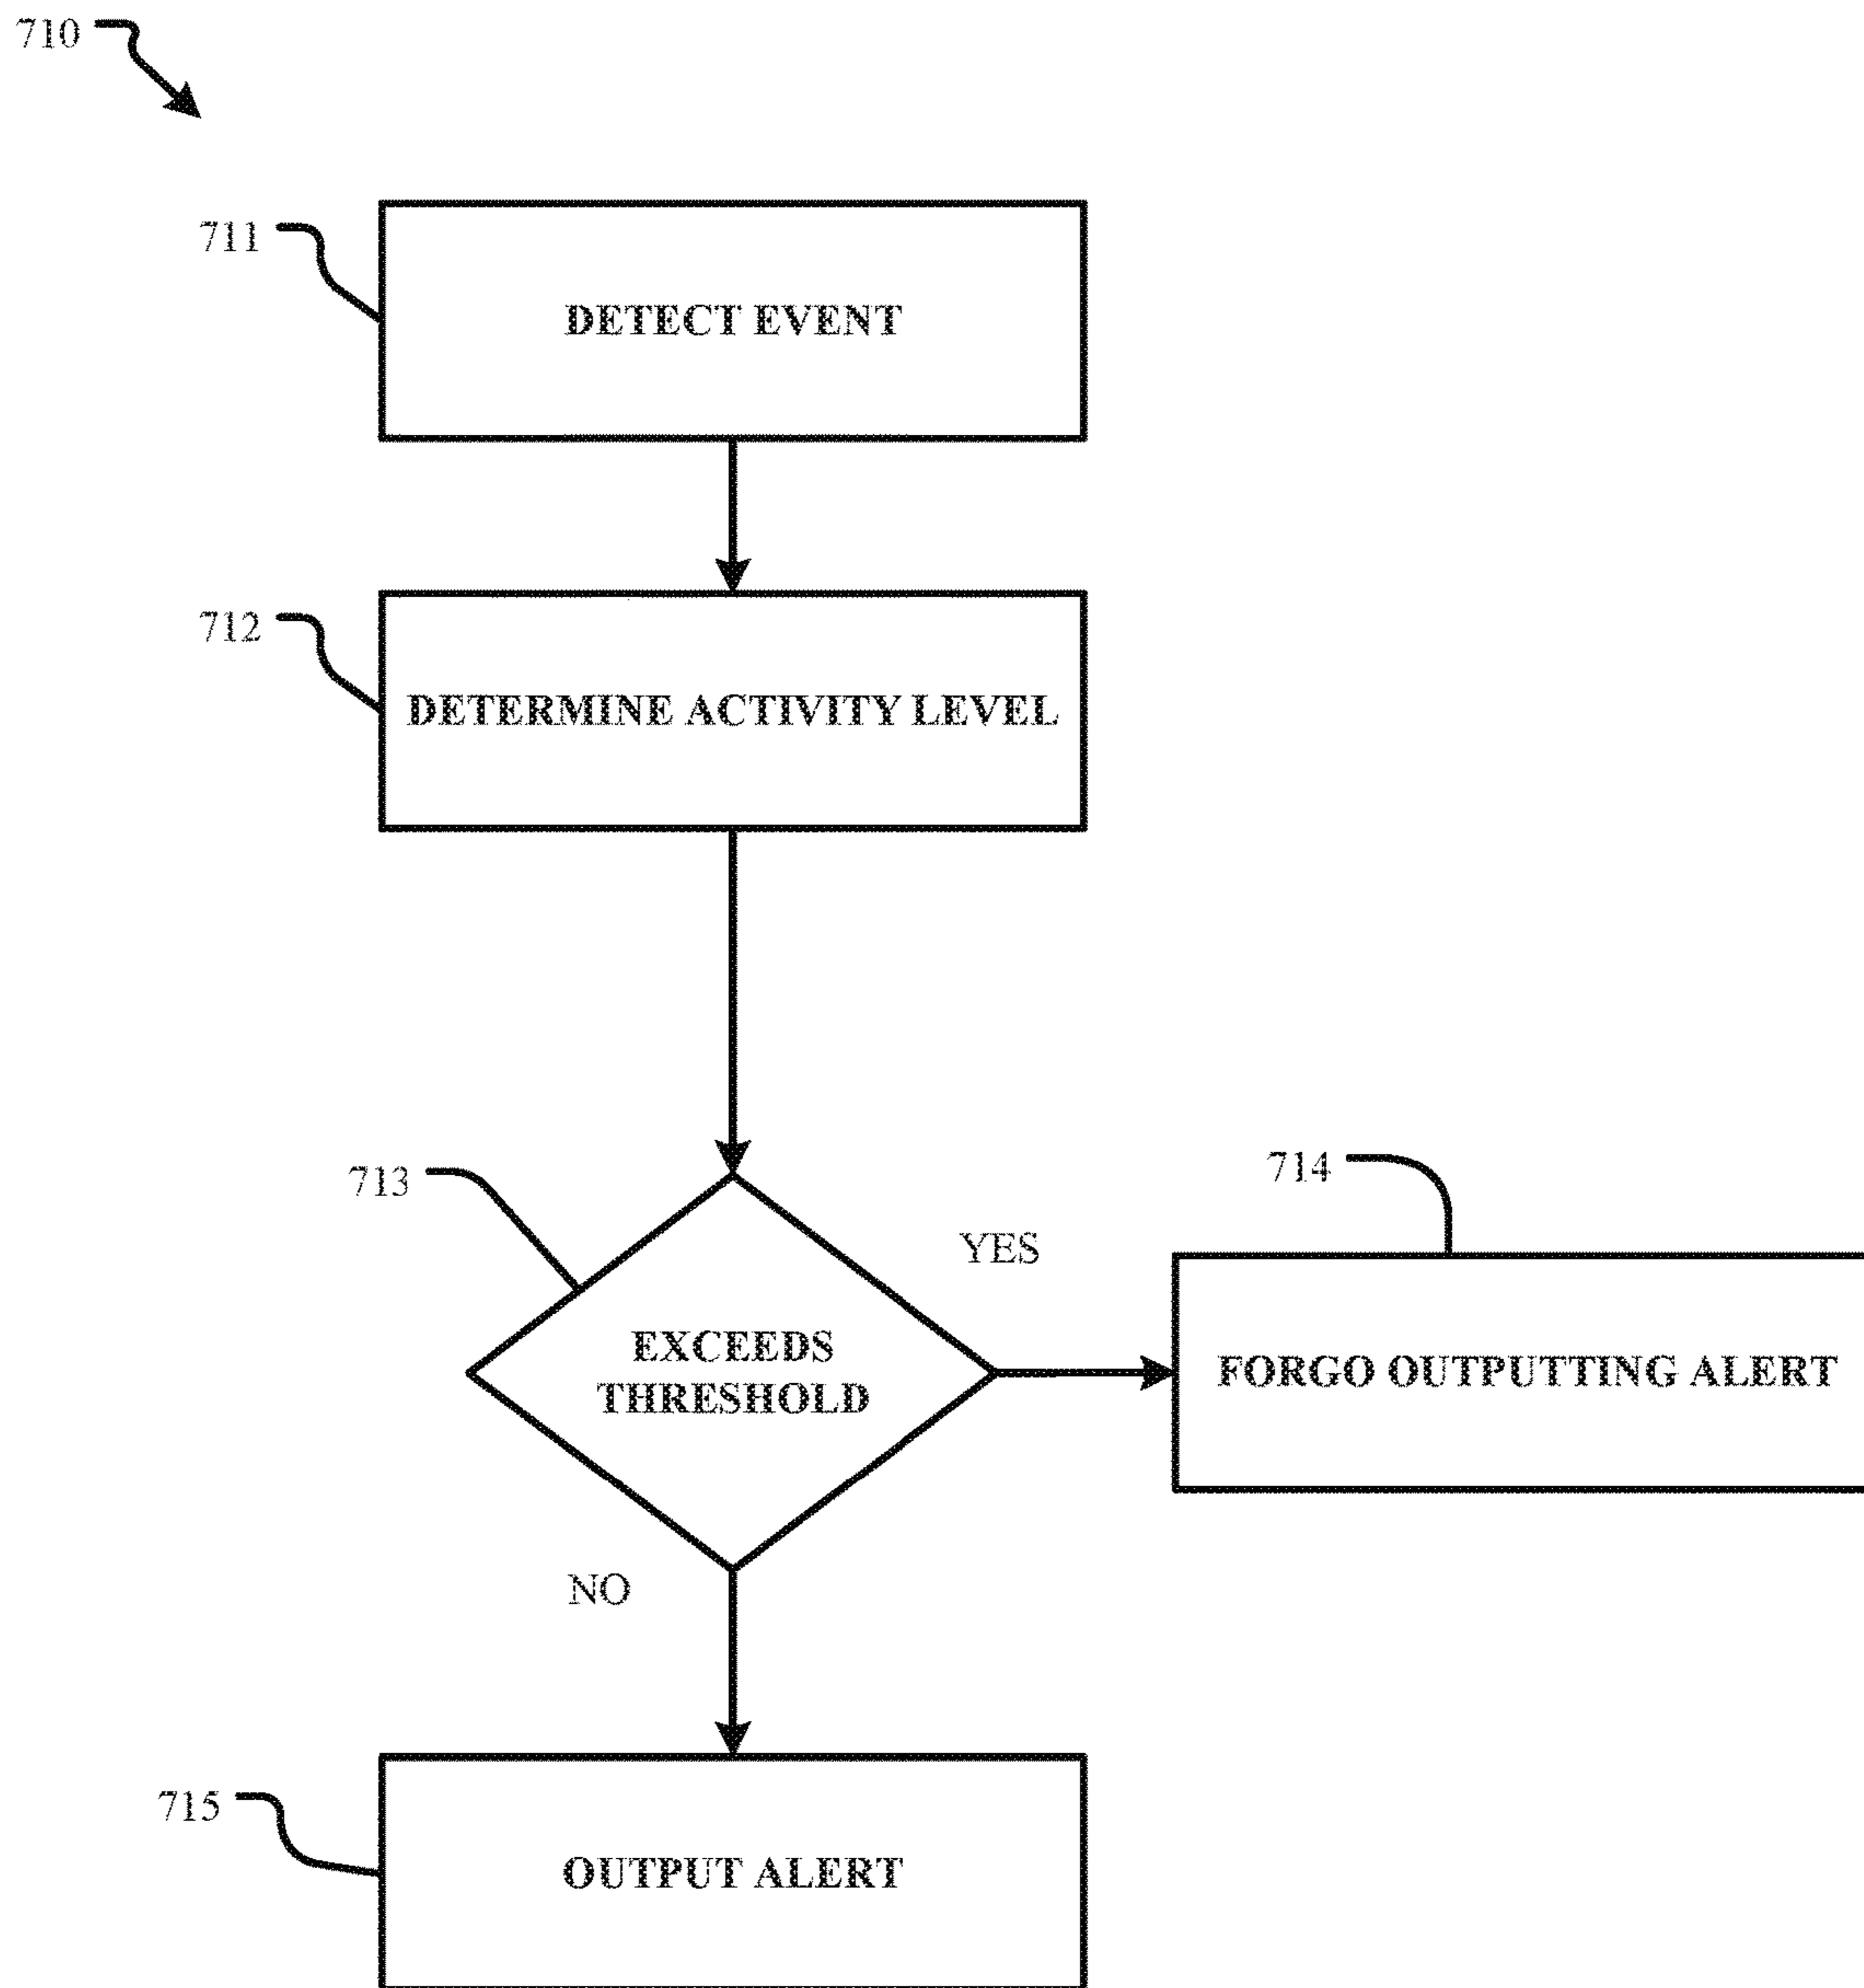 710
711
DETECT EVENT
712
DETERMINE ACTIVITY LEVEL
713
714
YES
EXCEEDS
THRESHOLD
FORGO OUTPUTTING ALERT
NO
715
OUTPUT ALERT